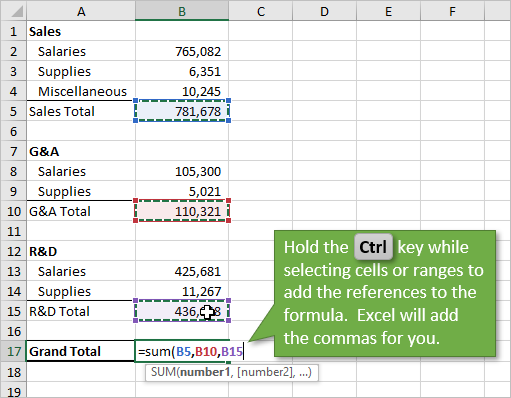 A B C D E F
1 Sales
2 Salaries 765,082
3 Supplies 6,351
4 Miscellaneous 10,245
5 Sales Total 781,678
6
7 G&A
8 Salaries 105,300
9 Supplies 5,021
10 G&A Total 110,321
11
12 R&D
13 Salaries 425,681
14 Supplies 11,267
15 R&D Total
16
17 Grand Total =sum(B5,B10,B15
SUM(number1, [number2], ...)
18
19
Hold the Ctrl key while
selecting cells or ranges to
add the references to the
formula. Excel will add
the commas for you.